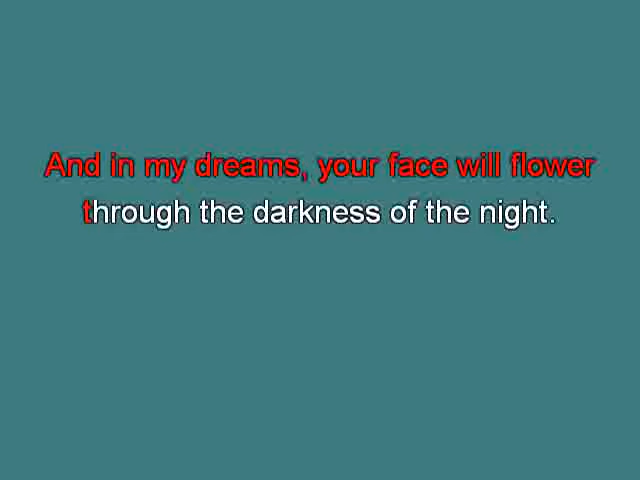 And in my dreams, your face will flower
through the darkness of the night.